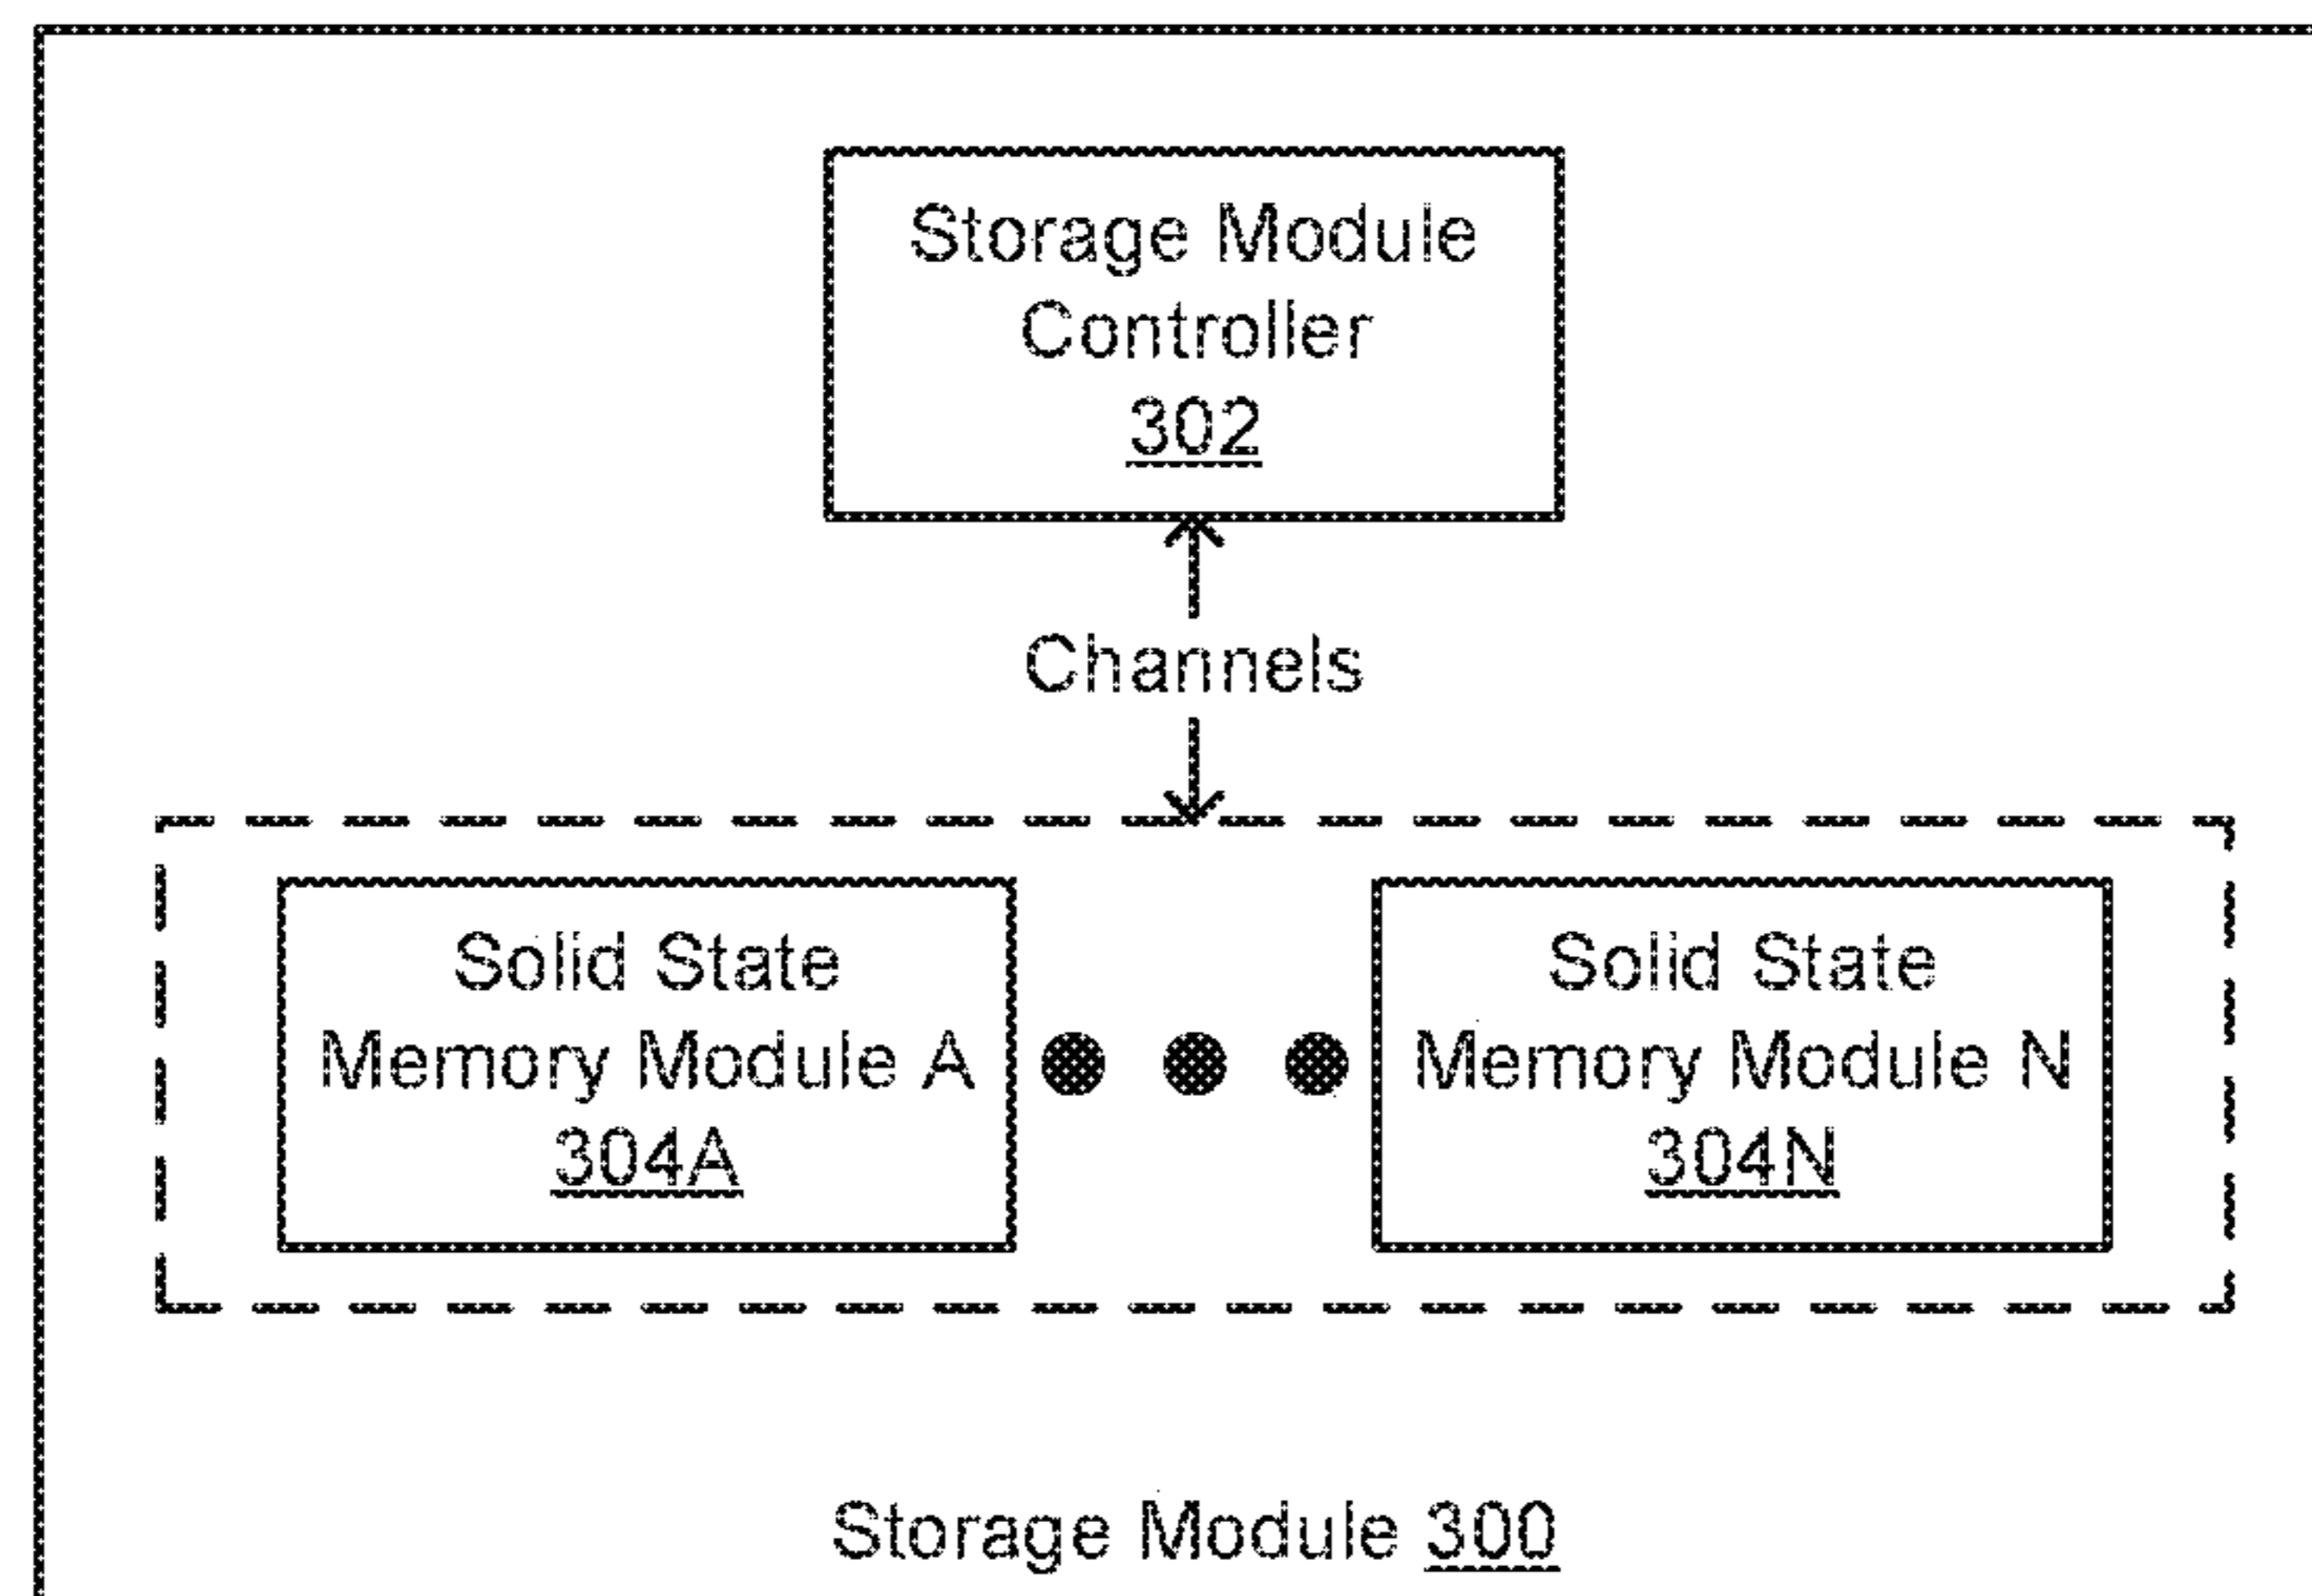 Storage Module
Controller
302
Channels
Solid State
Memory Module A
304A
Solid State
Memory Module N
304N
Storage Module 300